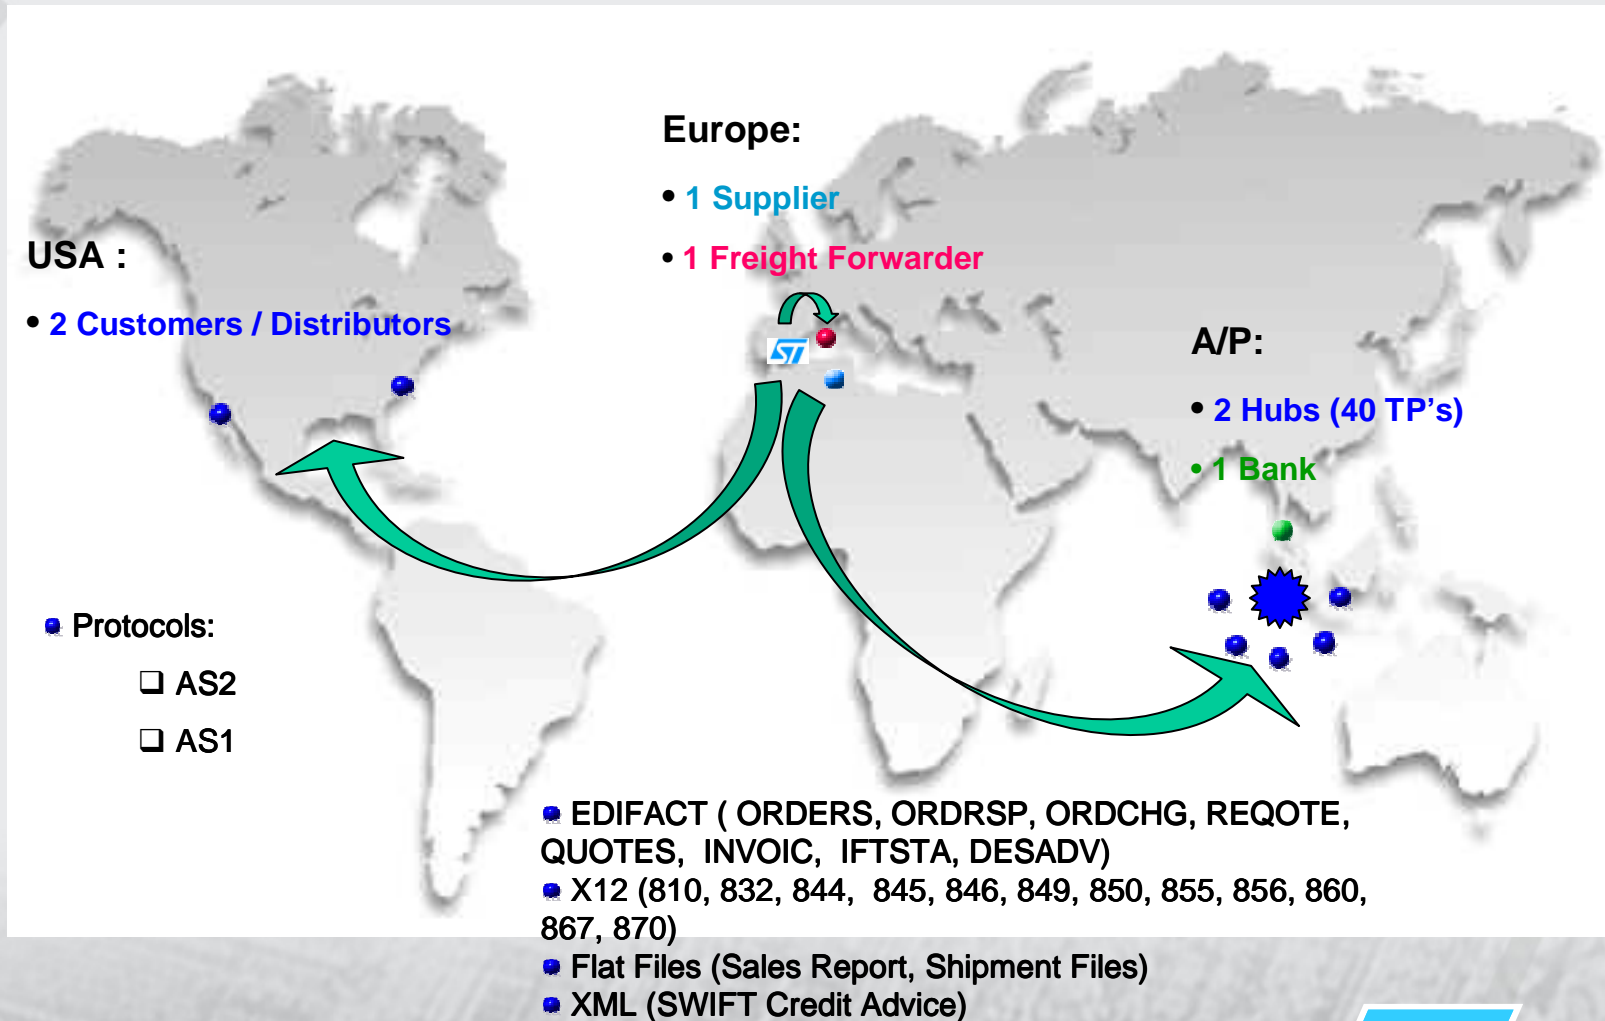 Europe:
• 1 Supplier
• 1 Freight Forwarder
USA :
• 2 Customers / Distributors
ST
A/P:
• 2 Hubs (40 TP’s)
• 1 Bank
Protocols:
❑ AS2
❑ AS1
EDIFACT ( ORDERS, ORDRSP, ORDCHG, REQOTE,
QUOTES, INVOIC, IFTSTA, DESADV)
X12 (810, 832, 844, 845, 846, 849, 850, 855, 856, 860,
867, 870)
Flat Files (Sales Report, Shipment Files)
XML (SWIFT Credit Advice)